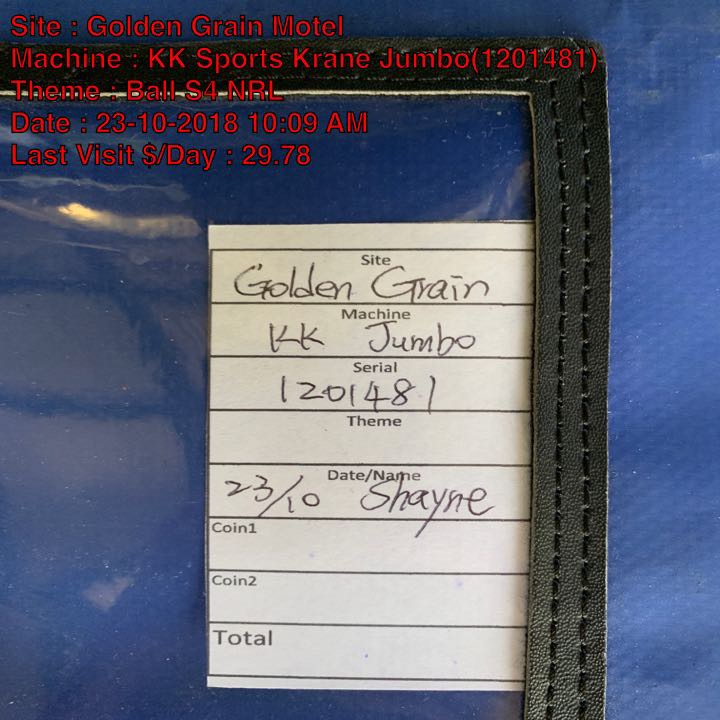 Site : Golden Grain Motel
Machine : KK Sports Krane Jumbo(1201481)
Theme : Ball S4 NRL
Date : 23-10-2018 10:09 AM
Last Visit $/Day : 29.78
Site
Golden Grain
Machine
KK Jumbo
Serial
1201481
Theme
Date/Name
23/10 Shayne
Coin1
Coin2
Total